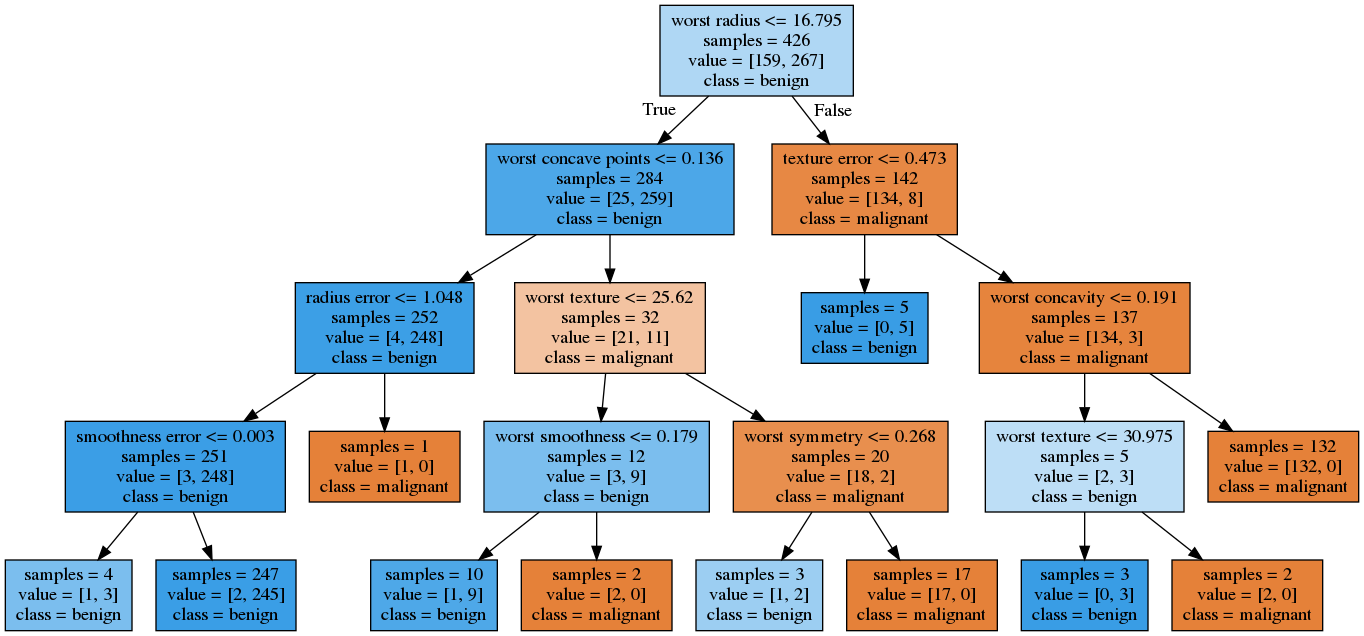 worst radius <= 16.795
samples = 426
value = [159, 267]
class = benign
True
False
worst concave points <= 0.136
samples = 284
value = [25, 259]
class = benign
texture error <= 0.473
samples = 142
value = [134, 8]
class = malignant
radius error <= 1.048
samples = 252
value = [4, 248]
class = benign
worst texture <= 25.62
samples = 32
value = [21, 11]
class = malignant
samples = 5
value = [0, 5]
class = benign
worst concavity <= 0.191
samples = 137
value = [134, 3]
class = malignant
smoothness error <= 0.003
samples = 251
value = [3, 248]
class = benign
samples = 1
value = [1, 0]
class = malignant
worst smoothness <= 0.179
samples = 12
value = [3, 9]
class = benign
worst symmetry <= 0.268
samples = 20
value = [18, 2]
class = malignant
worst texture <= 30.975
samples = 5
value = [2, 3]
class = benign
samples = 132
value = [132, 0]
class = malignant
samples = 4
value = [1, 3]
class = benign
samples = 247
value = [2, 245]
class = benign
samples = 10
value = [1, 9]
class = benign
samples = 2
value = [2, 0]
class = malignant
samples = 3
value = [1, 2]
class = benign
samples = 17
value = [17, 0]
class = malignant
samples = 3
value = [0, 3]
class = benign
samples = 2
value = [2, 0]
class = malignant